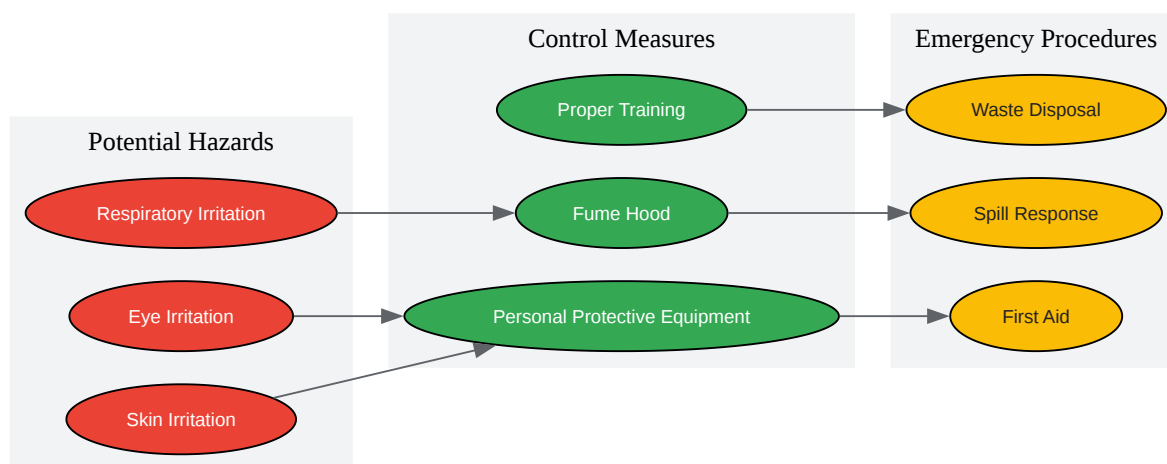 Control Measures
Emergency Procedures
Proper Training
Waste Disposal
Potential Hazards
Respiratory Irritation
Fume Hood
Spill Response
Eye Irritation
Personal Protective Equipment
First Aid
Skin Irritation